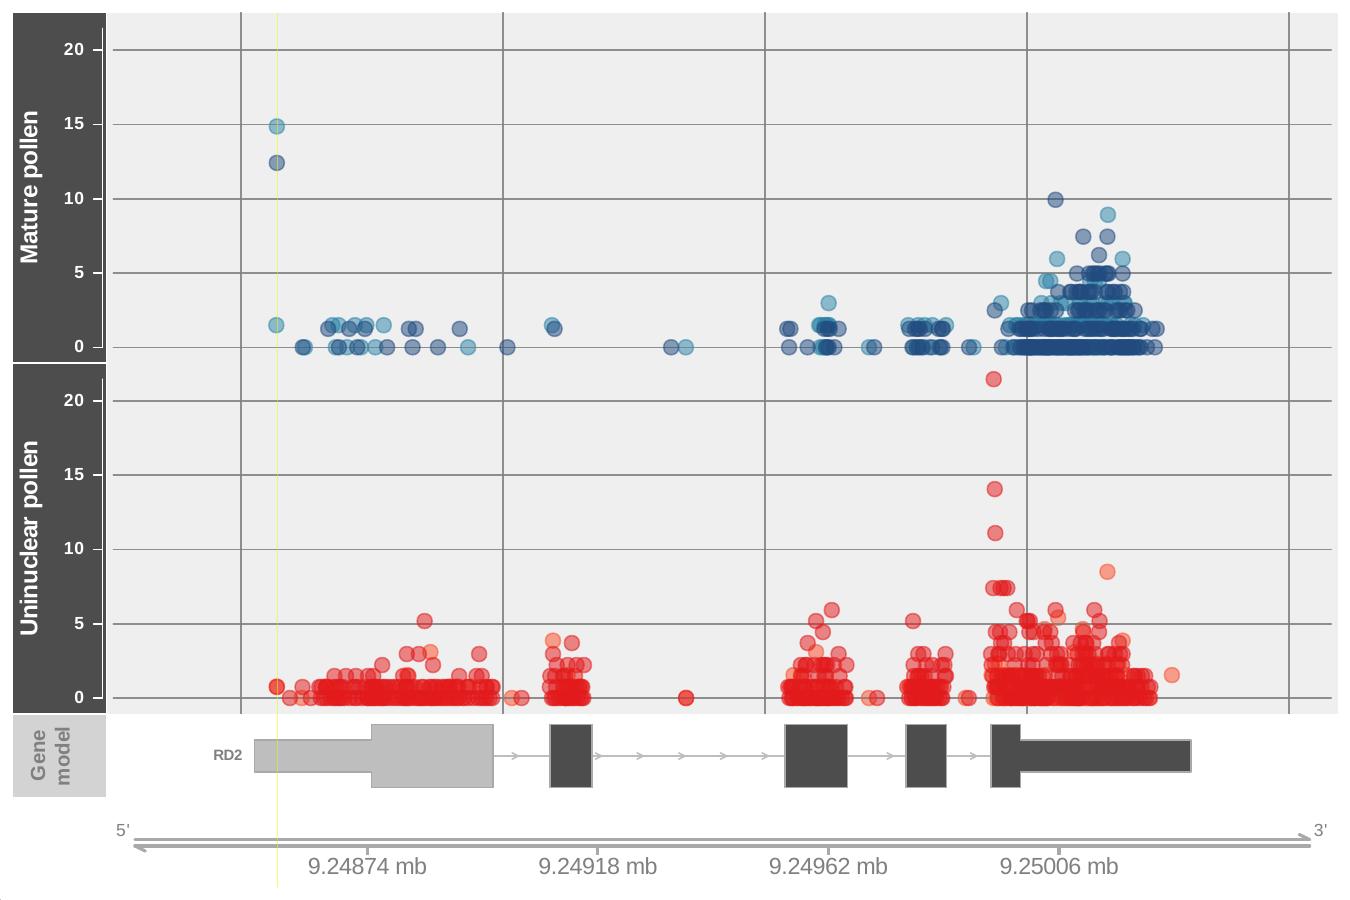 20
15
10
5
0
Mature pollen
20
15
10
5
0
Uninuclear pollen
Gene
model
RD2
5'
3'
9.24874 mb
9.24918 mb
9.24962 mb
9.25006 mb